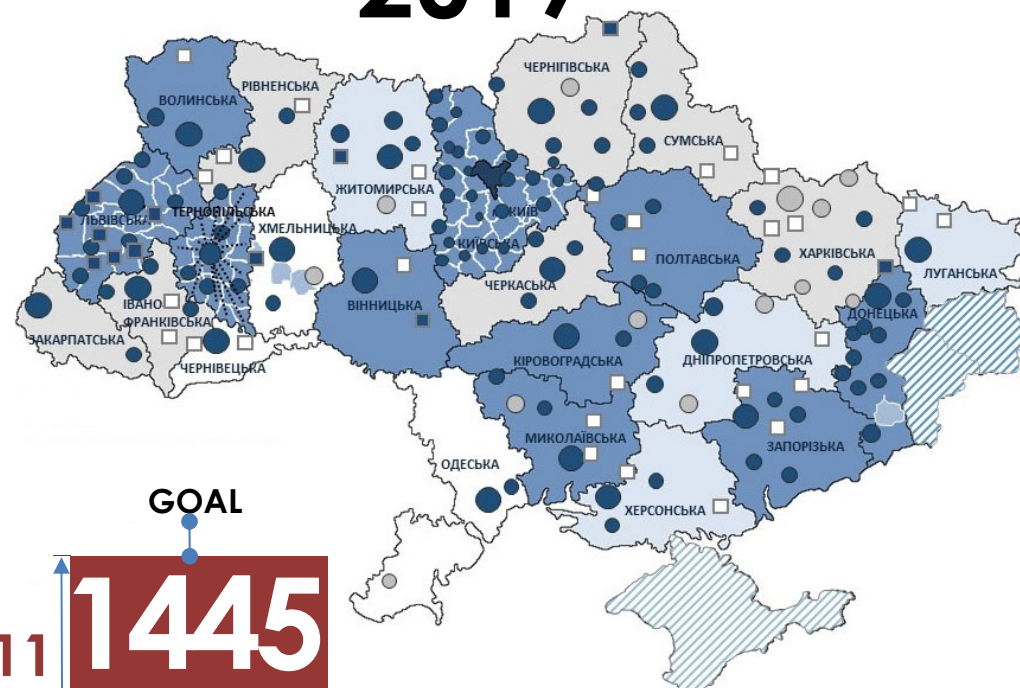 2019
ЧЕРНІГІВСЬКА
РІВНЕНСЬКА
ВОЛИНСЬКА
СУМСЬКА
ЖИТОМИРСЬКА
ТЕРНОПІЛЬСЬКА
ЛЬВІВСЬКА
КИЇВ
ХМЕЛЬНИЦЬКА
КИЇВСЬКА
ХАРКІВСЬКА
ПОЛТАВСЬКА
ЛУГАНСЬКА
ЧЕРКАСЬКА
ІВАНО
ВІННИЦЬКА
ДОНЕЦЬКА
ФРАНКІВСЬКА
ЗАКАРПАТСЬКА
КІРОВОГРАДСЬКА
ДНІПРОПЕТРОВСЬКА
ЧЕРНІВЕЦЬКА
МИКОЛАЇВСЬКА
ЗАПОРІЗЬКА
ОДЕСЬКА
GOAL
ХЕРСОНСЬКА
1445
11